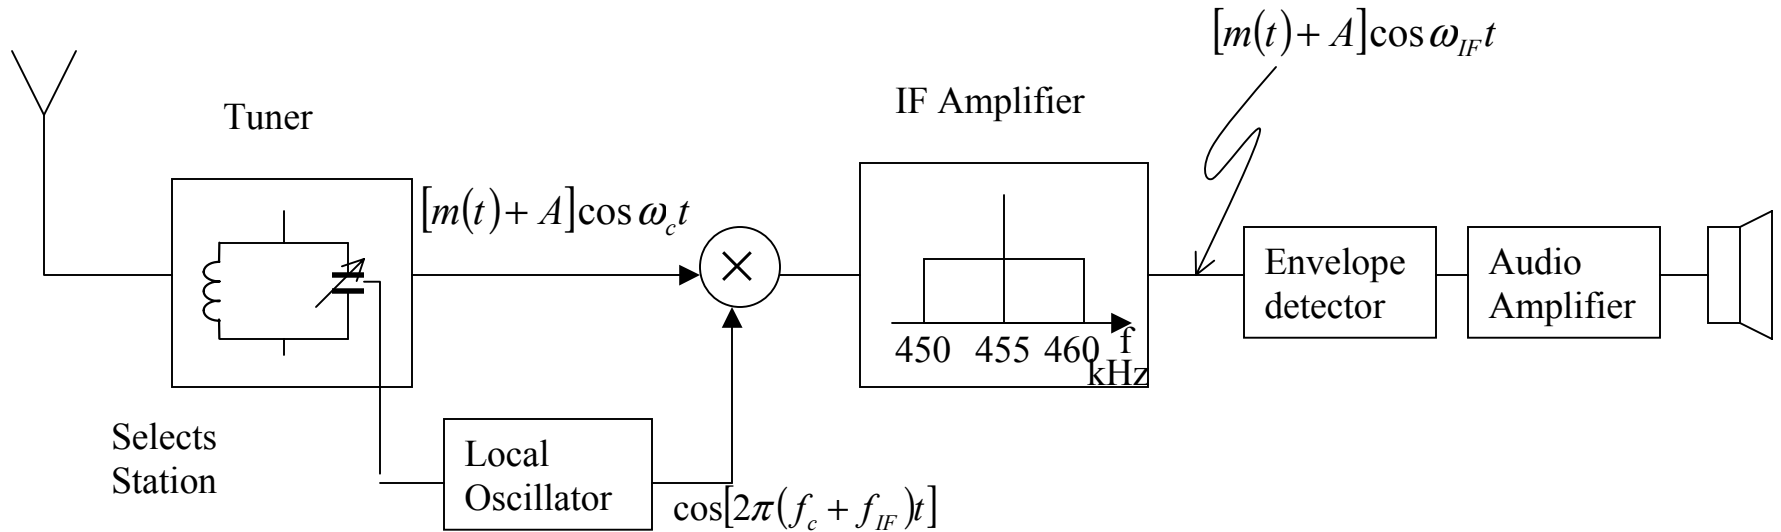 [m(t)+ A]cos ω_IF t
IF Amplifier
Tuner
[m(t)+ A]cos ω_c t
×
Envelope
detector
Audio
Amplifier
450 455 460 f
kHz
Selects
Station
Local
Oscillator
cos[2π(f_c + f_IF)t]